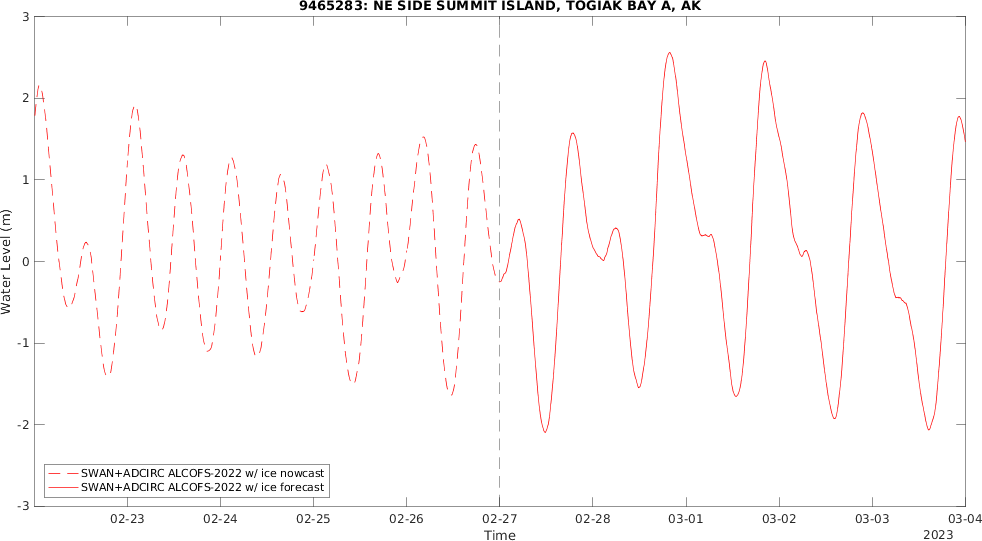 9465283: NE SIDE SUMMIT ISLAND, TOGIAK BAY A, AK
3
2
1
0
-1
-2
-3
Water Level (m)
SWAN+ADCIRC ALCOFS-2022 w/ ice nowcast
SWAN+ADCIRC ALCOFS-2022 w/ ice forecast
02-23 02-24 02-25 02-26 02-27 02-28 03-01 03-02 03-03 03-04
Time
2023